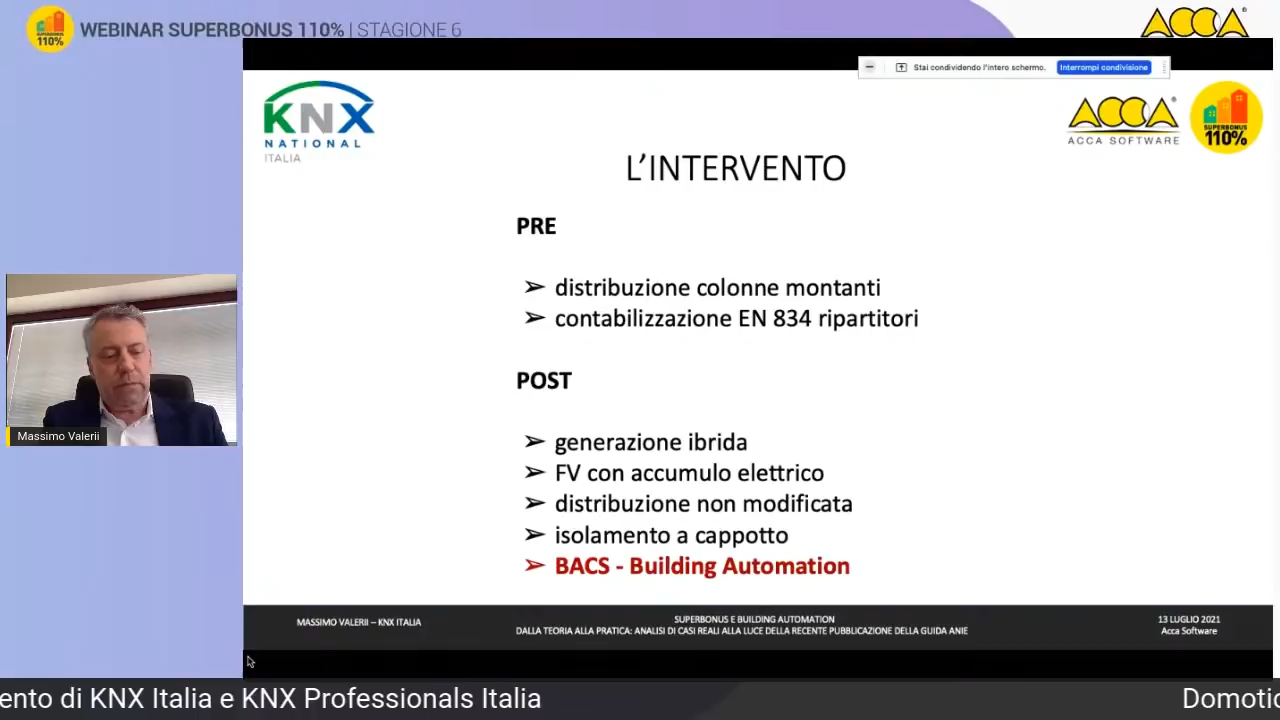 WEBINAR SUPERBONUS 110% | STAGIONE 6
SUPERBONUS
110%
ACCA
Stai condividendo l'intero schermo.
Interrompi condivisione
KNX
NATIONAL
ITALIA
ACCA
ACCA SOFTWARE
SUPERBONUS
110%
L'INTERVENTO
PRE
➢ distribuzione colonne montanti
➢ contabilizzazione EN 834 ripartitori
POST
➢ generazione ibrida
➢ FV con accumulo elettrico
➢ distribuzione non modificata
➢ isolamento a cappotto
➢ BACS - Building Automation
Massimo Valerii
MASSIMO VALERII – KNX ITALIA
SUPERBONUS E BUILDING AUTOMATION
DALLA TEORIA ALLA PRATICA: ANALISI DI CASI REALI ALLA LUCE DELLA RECENTE PUBBLICAZIONE DELLA GUIDA ANIE
13 LUGLIO 2021
Acca Software
ento di KNX Italia e KNX Professionals Italia
Domotic